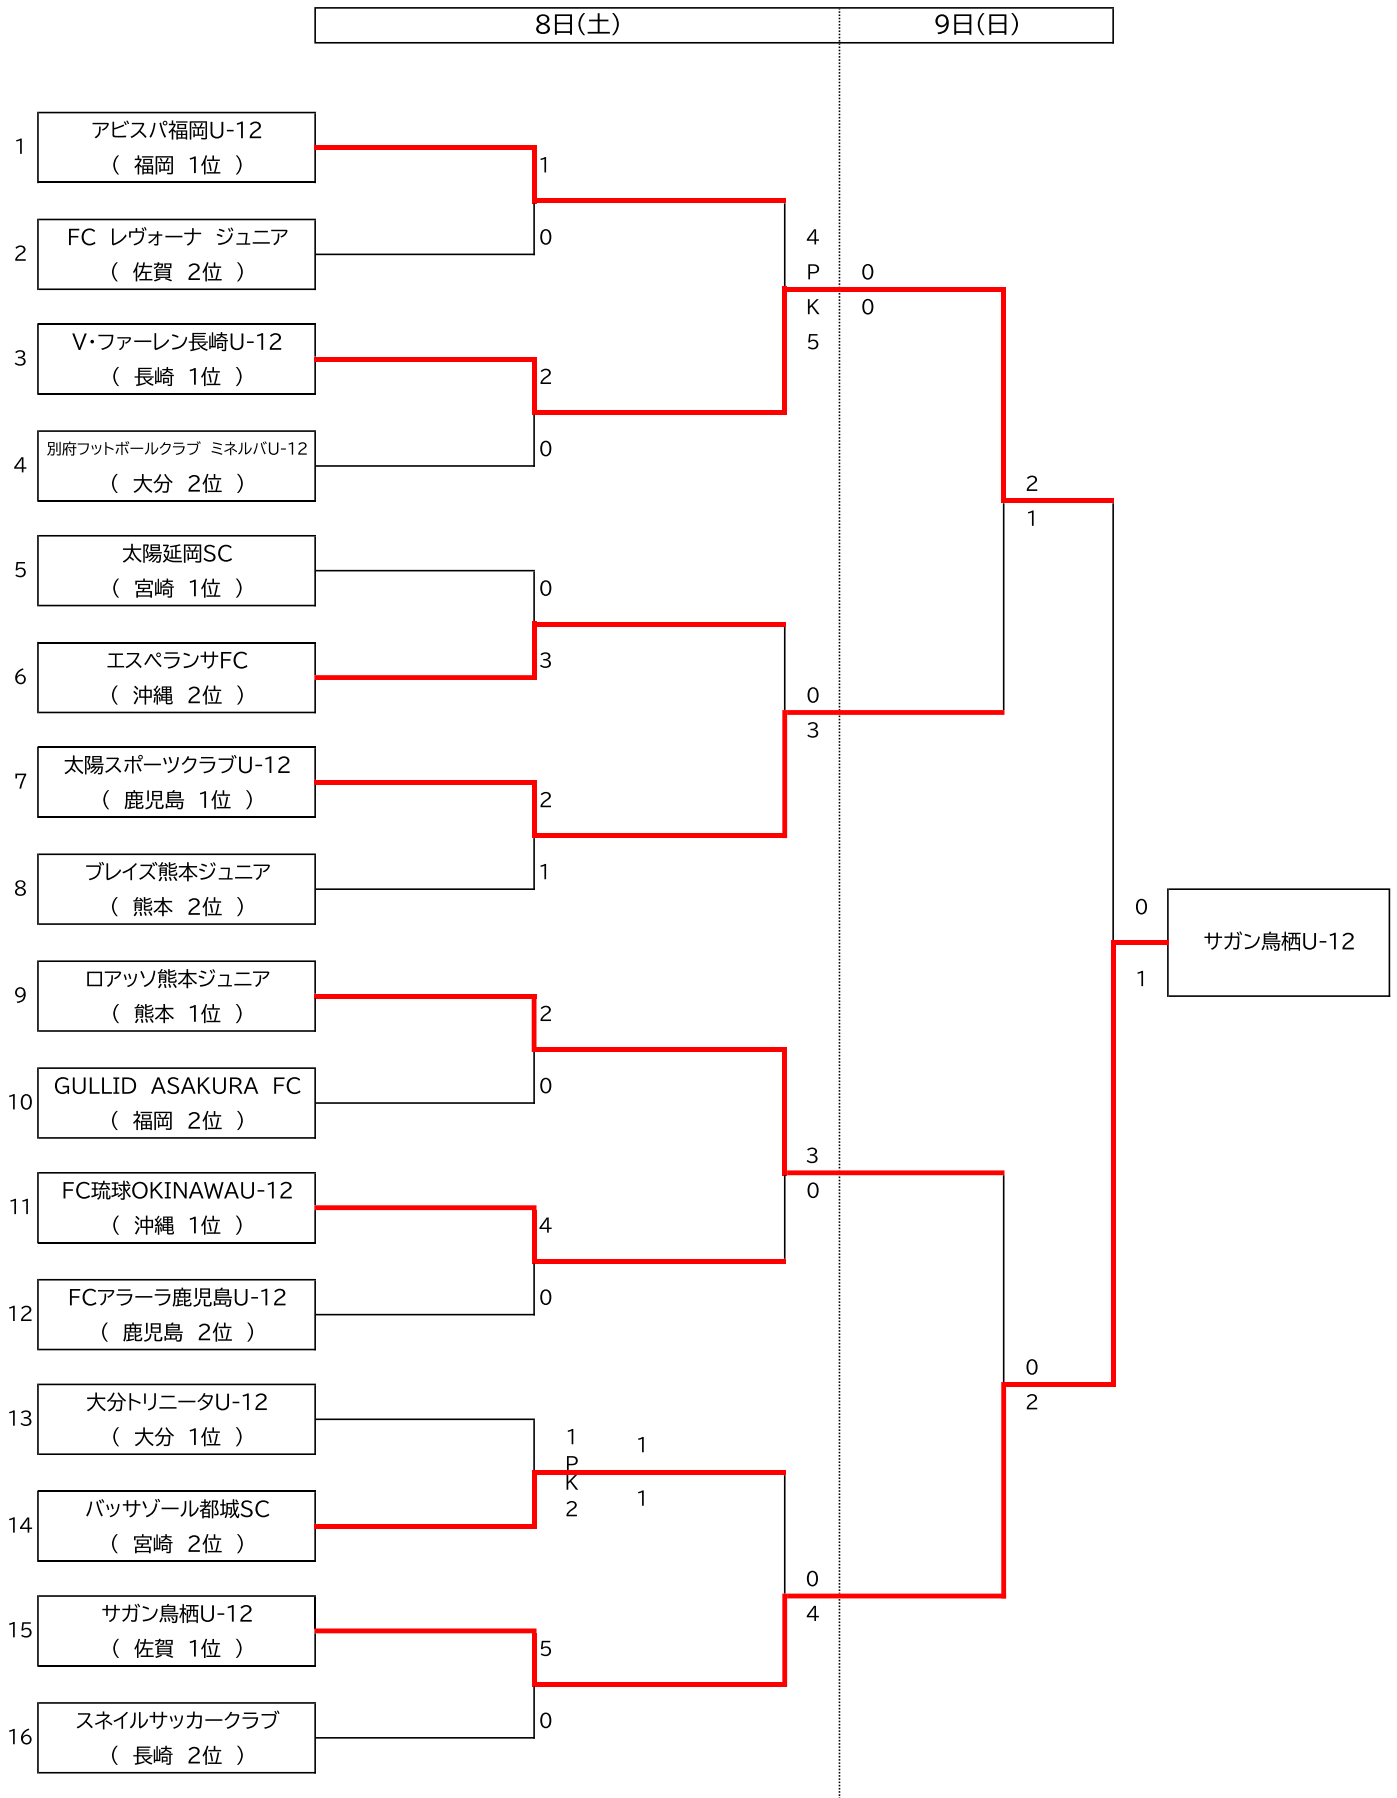 8日(土)
9日(日)
1
アビスパ福岡U-12
( 福岡 1位 )
1
2
FC レヴォーナ ジュニア
( 佐賀 2位 )
0
4
P
K
5
0
0
3
V・ファーレン長崎U-12
( 長崎 1位 )
2
4
別府フットボールクラブ ミネルバU-12
( 大分 2位 )
0
2
1
5
太陽延岡SC
( 宮崎 1位 )
0
6
エスペランサFC
( 沖縄 2位 )
3
0
3
7
太陽スポーツクラブU-12
( 鹿児島 1位 )
2
8
ブレイズ熊本ジュニア
( 熊本 2位 )
1
0
1
サガン鳥栖U-12
9
ロアッソ熊本ジュニア
( 熊本 1位 )
2
10
GULLID ASAKURA FC
( 福岡 2位 )
0
3
0
11
FC琉球OKINAWAU-12
( 沖縄 1位 )
4
12
FCアラーラ鹿児島U-12
( 鹿児島 2位 )
0
0
2
13
大分トリニータU-12
( 大分 1位 )
1
P
K
2
1
1
14
バッサゾール都城SC
( 宮崎 2位 )
0
4
15
サガン鳥栖U-12
( 佐賀 1位 )
5
16
スネイルサッカークラブ
( 長崎 2位 )
0